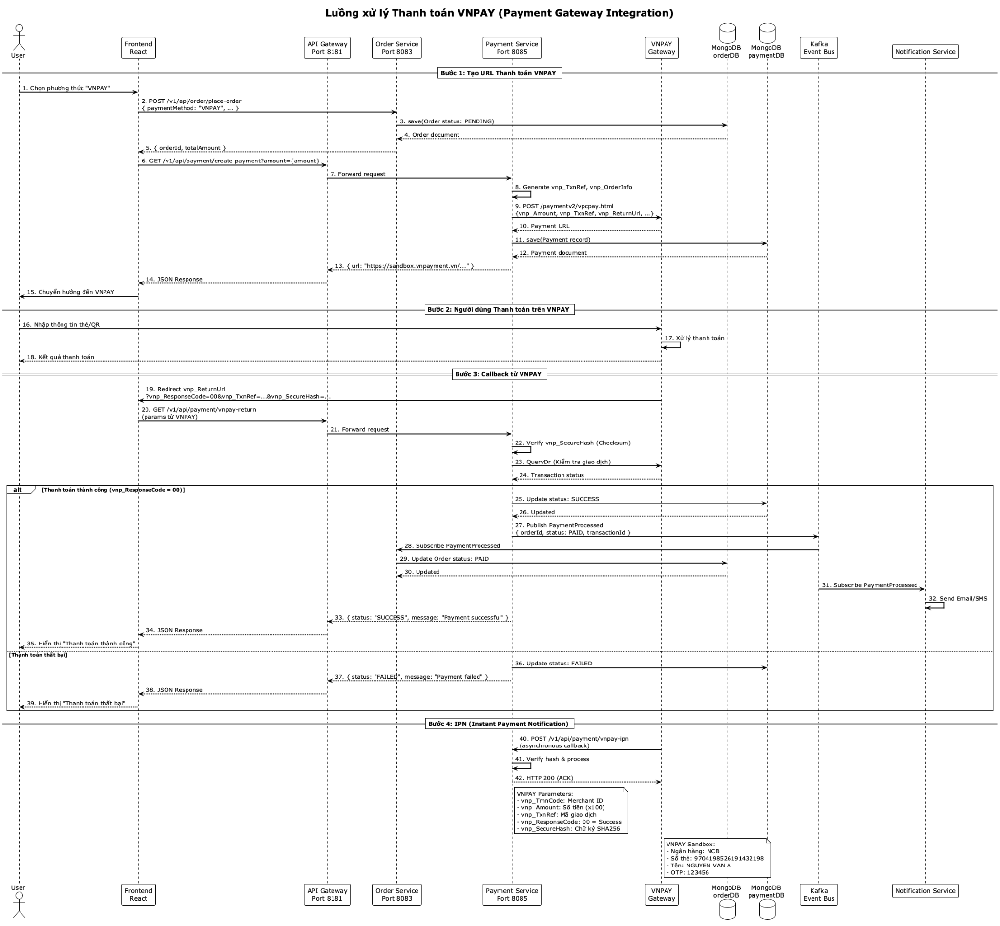 Luồng xử lý Thanh toán VNPAY (Payment Gateway Integration)
User
Frontend
React
API Gateway
Port 8181
Order Service
Port 8083
Payment Service
Port 8085
VNPAY
Gateway
MongoDB
orderDB
MongoDB
paymentDB
Kafka
Event Bus
Notification Service
Bước 1: Tạo URL Thanh toán VNPAY
1. Chọn phương thức "VNPAY"
2. POST /v1/api/order/place-order
{ paymentMethod: "VNPAY", ... }
3. save(Order status: PENDING)
4. Order document
5. { orderId, totalAmount }
6. GET /v1/api/payment/create-payment?amount={amount}
7. Forward request
8. Generate vnp_TxnRef, vnp_OrderInfo
9. POST /paymentv2/vpcpay.html
{vnp_Amount, vnp_TxnRef, vnp_ReturnUrl, ...}
10. Payment URL
11. save(Payment record)
12. Payment document
13. { url: "https://sandbox.vnpayment.vn/..." }
14. JSON Response
15. Chuyển hướng đến VNPAY
Bước 2: Người dùng Thanh toán trên VNPAY
16. Nhập thông tin thẻ/QR
17. Xử lý thanh toán
18. Kết quả thanh toán
Bước 3: Callback từ VNPAY
19. Redirect vnp_ReturnUrl
?vnp_ResponseCode=00&vnp_TxnRef=...&vnp_SecureHash=...
20. GET /v1/api/payment/vnpay-return
(params từ VNPAY)
21. Forward request
22. Verify vnp_SecureHash (Checksum)
23. QueryDr (Kiểm tra giao dịch)
24. Transaction status
alt [Thanh toán thành công (vnp_ResponseCode = 00)]
25. Update status: SUCCESS
26. Updated
27. Publish PaymentProcessed
{ orderId, status: PAID, transactionId }
28. Subscribe PaymentProcessed
29. Update Order status: PAID
30. Updated
31. Subscribe PaymentProcessed
32. Send Email/SMS
33. { status: "SUCCESS", message: "Payment successful" }
34. JSON Response
35. Hiển thị "Thanh toán thành công"
[Thanh toán thất bại]
36. Update status: FAILED
37. { status: "FAILED", message: "Payment failed" }
38. JSON Response
39. Hiển thị "Thanh toán thất bại"
Bước 4: IPN (Instant Payment Notification)
40. POST /v1/api/payment/vnpay-ipn
(asynchronous callback)
41. Verify hash & process
42. HTTP 200 (ACK)
VNPAY Parameters:
- vnp_TmnCode: Merchant ID
- vnp_Amount: Số tiền (x100)
- vnp_TxnRef: Mã giao dịch
- vnp_ResponseCode: 00 = Success
- vnp_SecureHash: Chữ ký SHA256
VNPAY Sandbox:
- Ngân hàng: NCB
- Số thẻ: 9704198526191432198
- Tên: NGUYEN VAN A
- OTP: 123456
User
Frontend
React
API Gateway
Port 8181
Order Service
Port 8083
Payment Service
Port 8085
VNPAY
Gateway
MongoDB
orderDB
MongoDB
paymentDB
Kafka
Event Bus
Notification Service